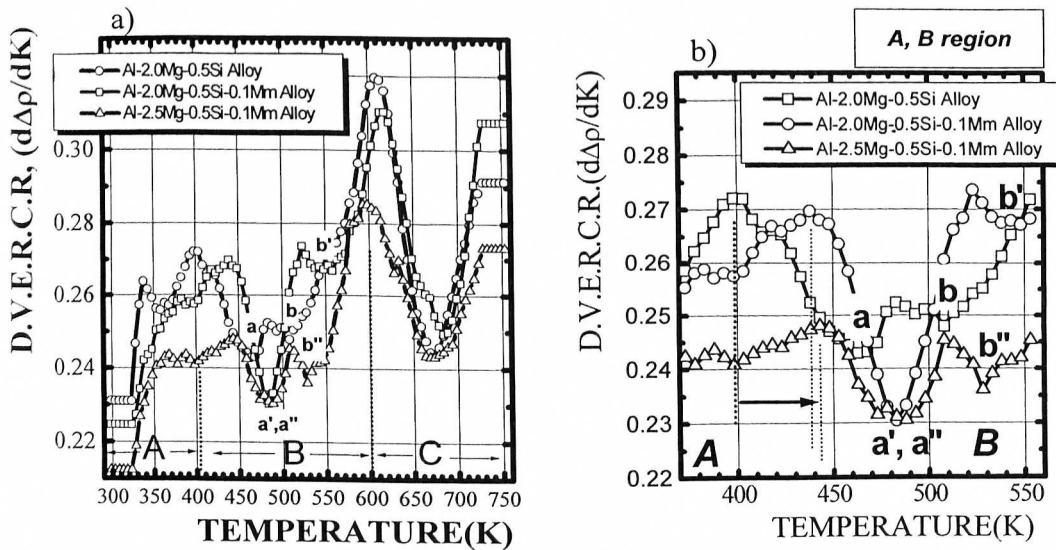 a)
Al-2.0Mg-0.5Si Alloy
Al-2.0Mg-0.5Si-0.1Mm Alloy
Al-2.5Mg-0.5Si-0.1Mm Alloy
D.V.E.R.C.R, (dΔρ/dK)
0.30
0.28
0.26
0.24
0.22
a
b
b'
b''
a',a''
A
B
C
300 350 400 450 500 550 600 650 700 750
TEMPERATURE(K)
b)
A, B region
Al-2.0Mg-0.5Si Alloy
Al-2.0Mg-0.5Si-0.1Mm Alloy
Al-2.5Mg-0.5Si-0.1Mm Alloy
D.V.E.R.C.R.(dΔρ/dK)
0.29
0.28
0.27
0.26
0.25
0.24
0.23
0.22
a
b
b'
b''
a', a''
A
B
400 450 500 550
TEMPERATURE(K)